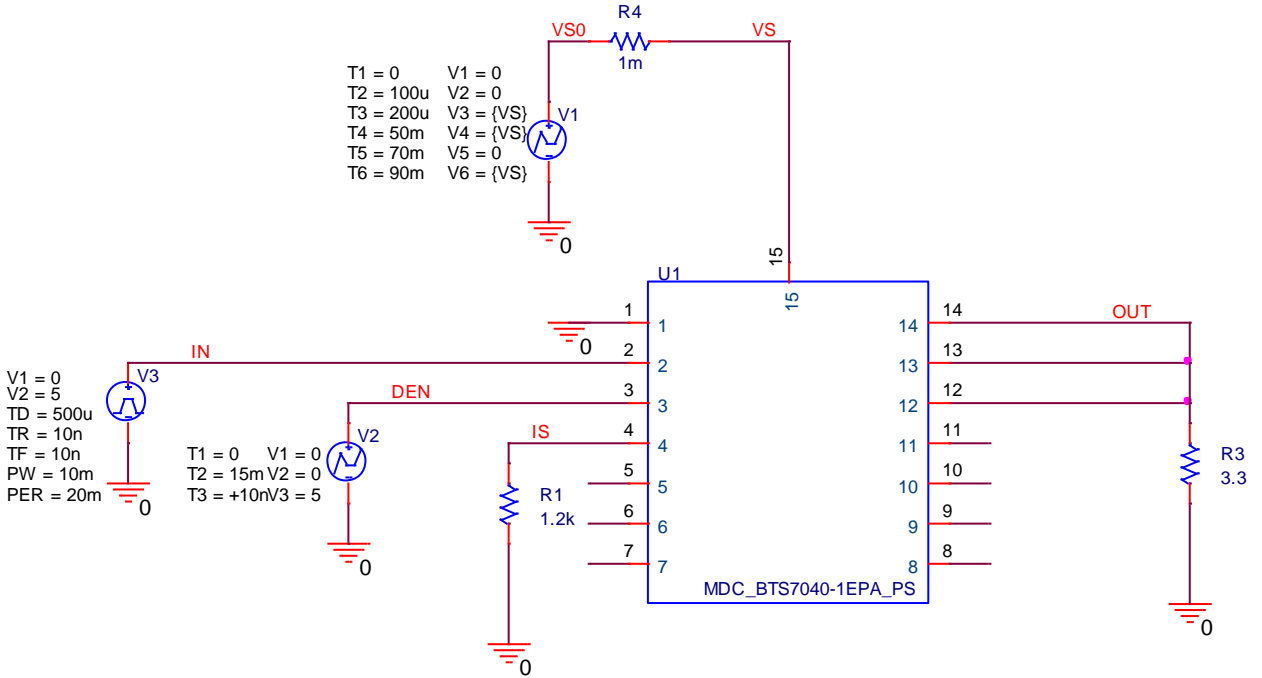 R4
VS0
VS
1m
T1 = 0 V1 = 0
T2 = 100u V2 = 0
T3 = 200u V3 = {VS}
T4 = 50m V4 = {VS}
T5 = 70m V5 = 0
T6 = 90m V6 = {VS}
V1
0
15
U1
15
1
1
0
14
14
OUT
IN
2
2
13
13
V3
V1 = 0
V2 = 5
TD = 500u
TR = 10n
TF = 10n
PW = 10m
PER = 20m
0
DEN
3
3
12
12
V2
T1 = 0 V1 = 0
T2 = 15m V2 = 0
T3 = +10n V3 = 5
0
IS
4
4
11
11
R1
1.2k
0
5
5
10
10
R3
3.3
0
6
6
9
9
7
7
8
8
MDC_BTS7040-1EPA_PS